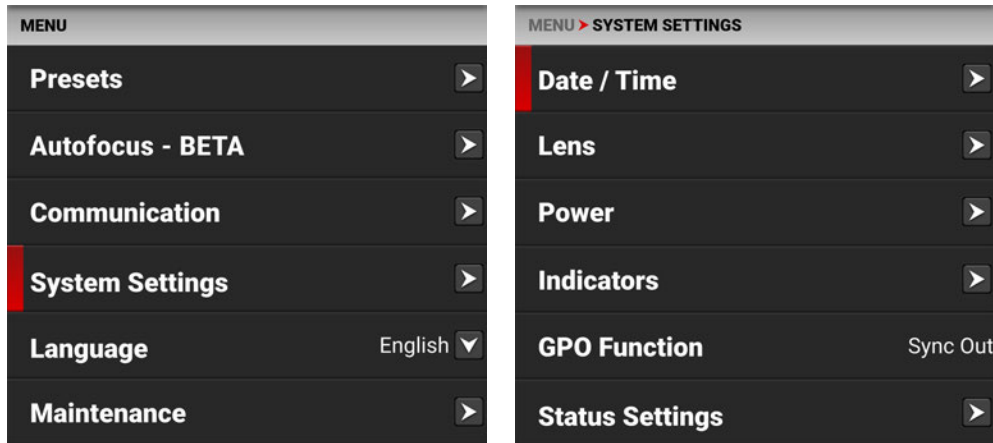 MENU
Presets
Autofocus - BETA
Communication
System Settings
Language English
Maintenance
MENU > SYSTEM SETTINGS
Date / Time
Lens
Power
Indicators
GPO Function Sync Out
Status Settings